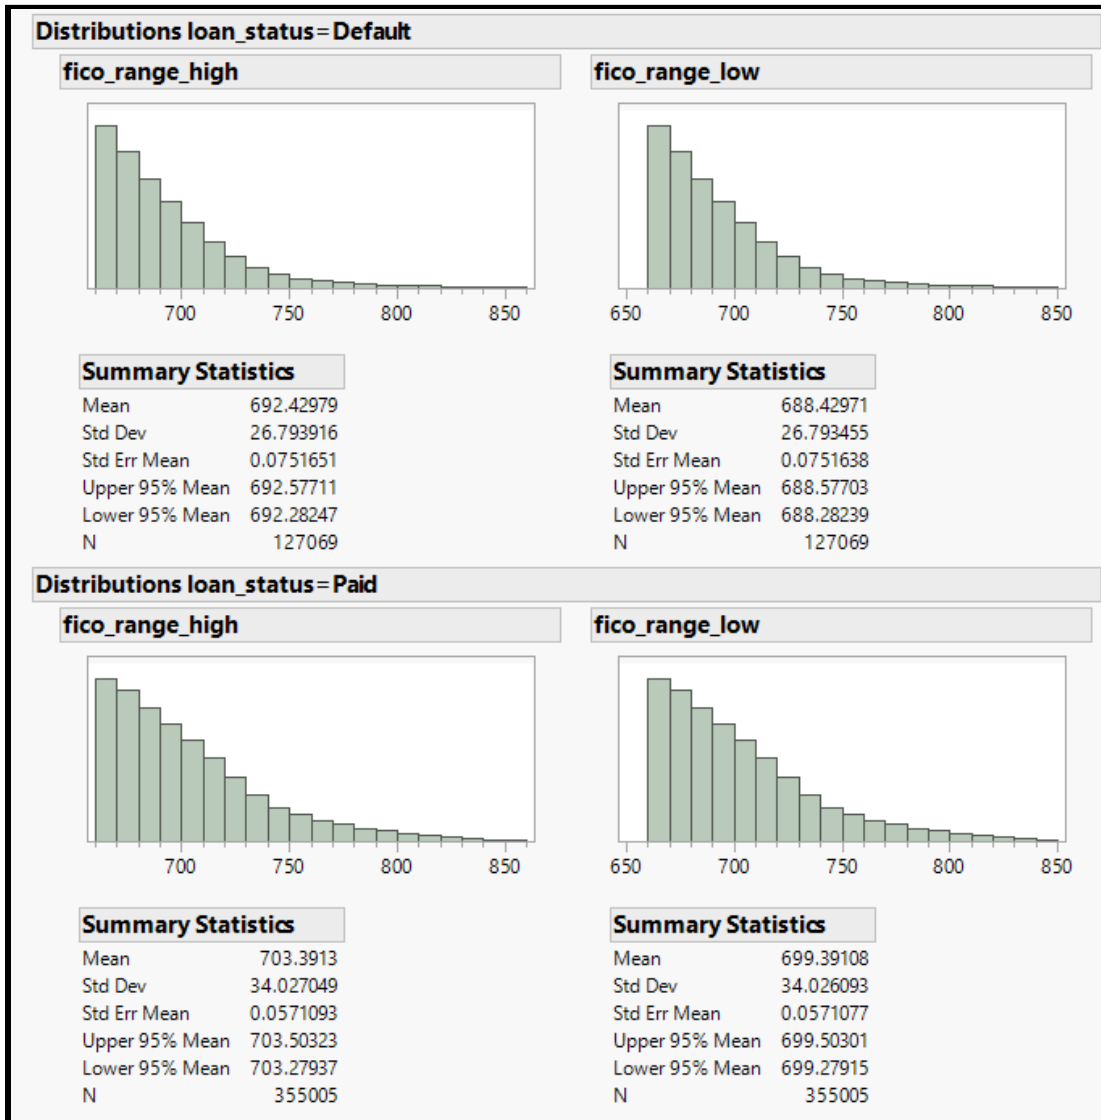 Distributions loan_status=Default
fico_range_high
700 750 800 850
Summary Statistics
Mean 692.42979
Std Dev 26.793916
Std Err Mean 0.0751651
Upper 95% Mean 692.57711
Lower 95% Mean 692.28247
N 127069
fico_range_low
650 700 750 800 850
Summary Statistics
Mean 688.42971
Std Dev 26.793455
Std Err Mean 0.0751638
Upper 95% Mean 688.57703
Lower 95% Mean 688.28239
N 127069
Distributions loan_status=Paid
fico_range_high
700 750 800 850
Summary Statistics
Mean 703.3913
Std Dev 34.027049
Std Err Mean 0.0571093
Upper 95% Mean 703.50323
Lower 95% Mean 703.27937
N 355005
fico_range_low
650 700 750 800 850
Summary Statistics
Mean 699.39108
Std Dev 34.026093
Std Err Mean 0.0571077
Upper 95% Mean 699.50301
Lower 95% Mean 699.27915
N 355005